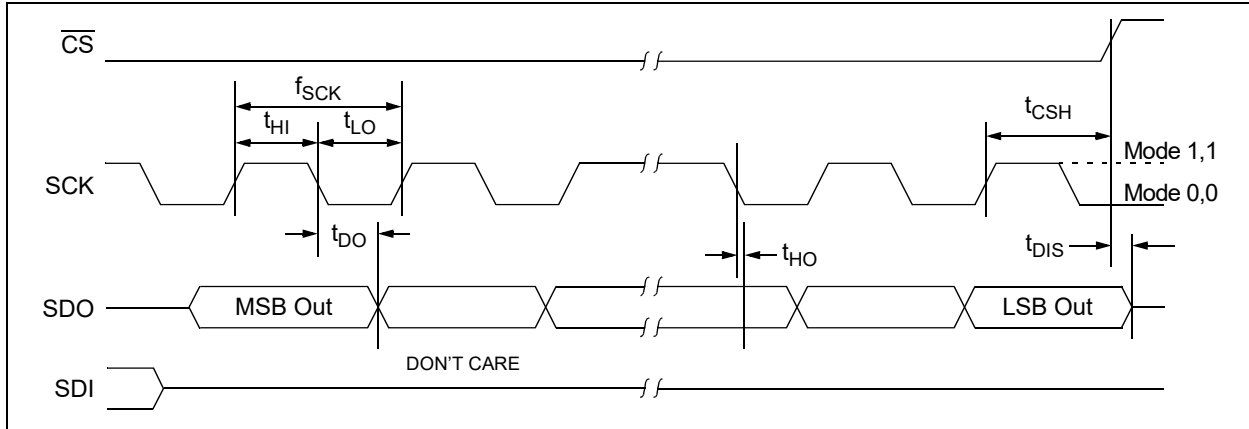 CS
fSCK
tHI
tLO
tCSH
Mode 1,1
SCK
Mode 0,0
tDO
tHO
tDIS
SDO
MSB Out
LSB Out
DON'T CARE
SDI